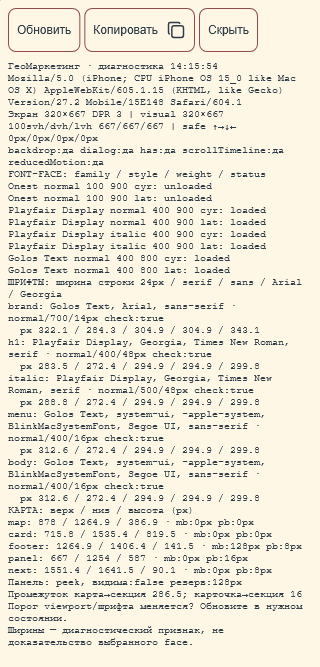 Обновить
Копировать
Скрыть
ГеоМаркетинг · диагностика 14:15:54
Mozilla/5.0 (iPhone; CPU iPhone OS 15_0 like Mac
OS X) AppleWebKit/605.1.15 (KHTML, like Gecko)
Version/27.2 Mobile/15E148 Safari/604.1
Экран 320×667 DPR 3 | visual 320×667
100svh/dvh/lvh 667/667/667 | safe ↑→↓←
0px/0px/0px/0px
backdrop:да dialog:да has:да scrollTimeline:да
reducedMotion:да
FONT-FACE: family / style / weight / status
Onest normal 100 900 cyr: unloaded
Onest normal 100 900 lat: unloaded
Playfair Display normal 400 900 cyr: loaded
Playfair Display normal 400 900 lat: loaded
Playfair Display italic 400 900 cyr: loaded
Playfair Display italic 400 900 lat: loaded
Golos Text normal 400 800 cyr: loaded
Golos Text normal 400 800 lat: loaded
ШРИФТЫ: ширина строки 24px / serif / sans / Arial
/ Georgia
brand: Golos Text, Arial, sans-serif ·
normal/700/14px check:true
px 322.1 / 284.3 / 304.9 / 304.9 / 343.1
h1: Playfair Display, Georgia, Times New Roman,
serif · normal/400/48px check:true
px 283.5 / 272.4 / 294.9 / 294.9 / 299.8
italic: Playfair Display, Georgia, Times New
Roman, serif · normal/500/48px check:true
px 288.8 / 272.4 / 294.9 / 294.9 / 299.8
menu: Golos Text, system-ui, -apple-system,
BlinkMacSystemFont, Segoe UI, sans-serif ·
normal/400/16px check:true
px 312.6 / 272.4 / 294.9 / 294.9 / 299.8
body: Golos Text, system-ui, -apple-system,
BlinkMacSystemFont, Segoe UI, sans-serif ·
normal/400/16px check:true
px 312.6 / 272.4 / 294.9 / 294.9 / 299.8
КАРТА: верх / низ / высота (px)
map: 878 / 1264.9 / 386.9 · mb:0px pb:0px
card: 715.8 / 1535.4 / 819.5 · mb:0px pb:0px
footer: 1264.9 / 1406.4 / 141.5 · mb:128px pb:8px
panel: 667 / 1254 / 587 · mb:0px pb:16px
next: 1551.4 / 1641.5 / 90.1 · mb:0px pb:8px
Панель: peek, видима:false резерв:128px
Промежуток карта→секция 286.5; карточка→секция 16
Порог viewport/шрифта меняется? Обновите в нужном
состоянии.
Ширины — диагностический признак, не
доказательство выбранного face.